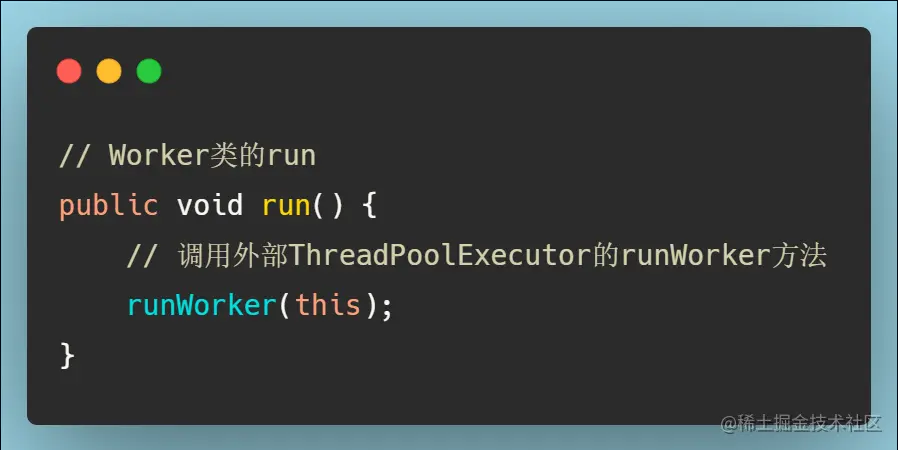 // Worker类的run
public void run() {
    // 调用外部ThreadPoolExecutor的runWorker方法
    runWorker(this);
}
@稀土掘金技术社区